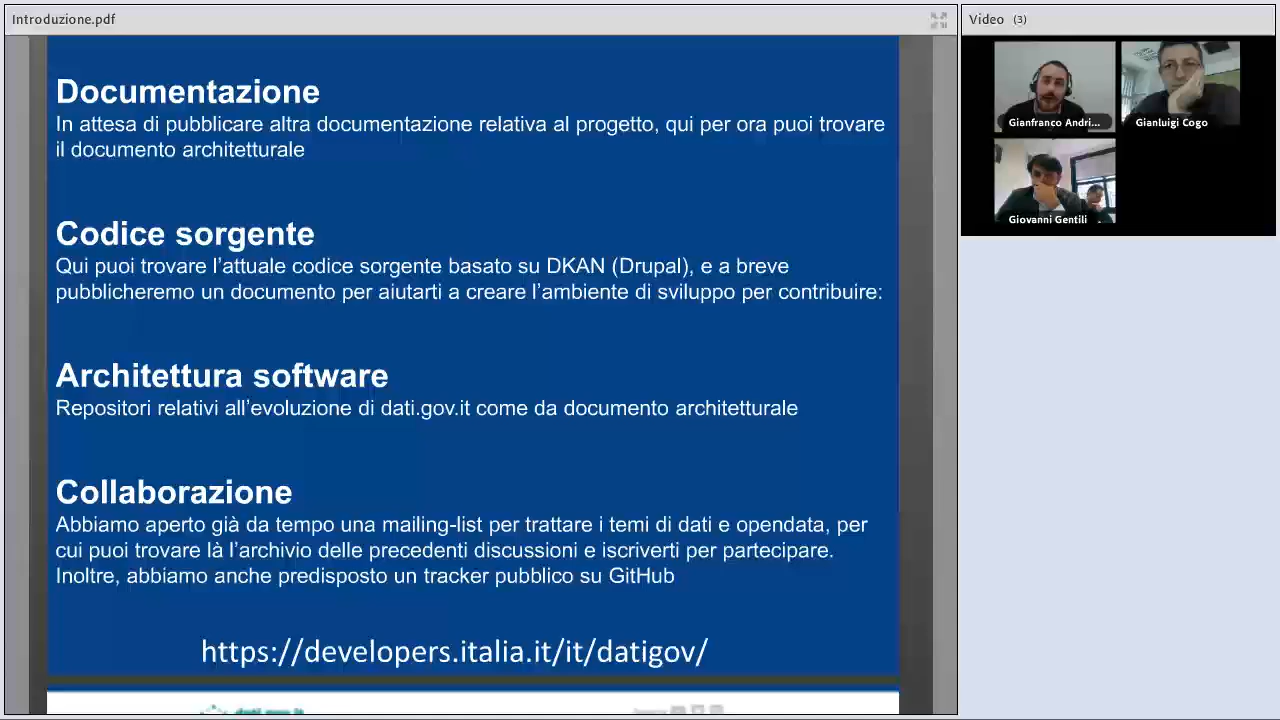 Introduzione.pdf
Documentazione
In attesa di pubblicare altra documentazione relativa al progetto, qui per ora puoi trovare
il documento architetturale
Codice sorgente
Qui puoi trovare l’attuale codice sorgente basato su DKAN (Drupal), e a breve
pubblicheremo un documento per aiutarti a creare l’ambiente di sviluppo per contribuire:
Architettura software
Repositori relativi all’evoluzione di dati.gov.it come da documento architetturale
Collaborazione
Abbiamo aperto già da tempo una mailing-list per trattare i temi di dati e opendata, per
cui puoi trovare là l’archivio delle precedenti discussioni e iscriverti per partecipare.
Inoltre, abbiamo anche predisposto un tracker pubblico su GitHub
https://developers.italia.it/it/datigov/
Video (3)
Gianfranco Andri...
Gianluigi Cogo
Giovanni Gentili